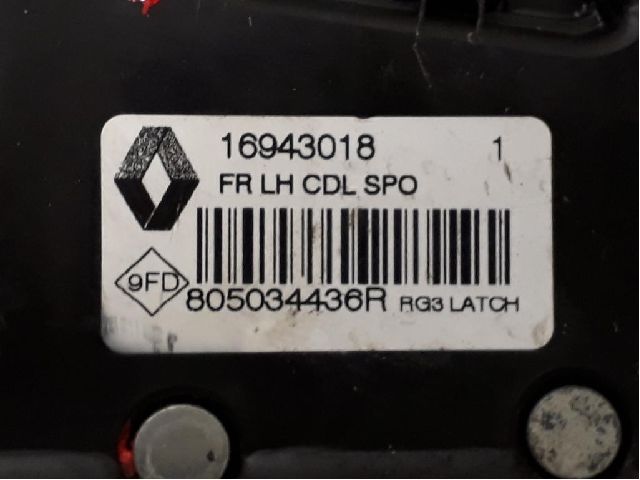 16943018 1
FR LH CDL SPO
9FD
805034436R RG3 LATCH